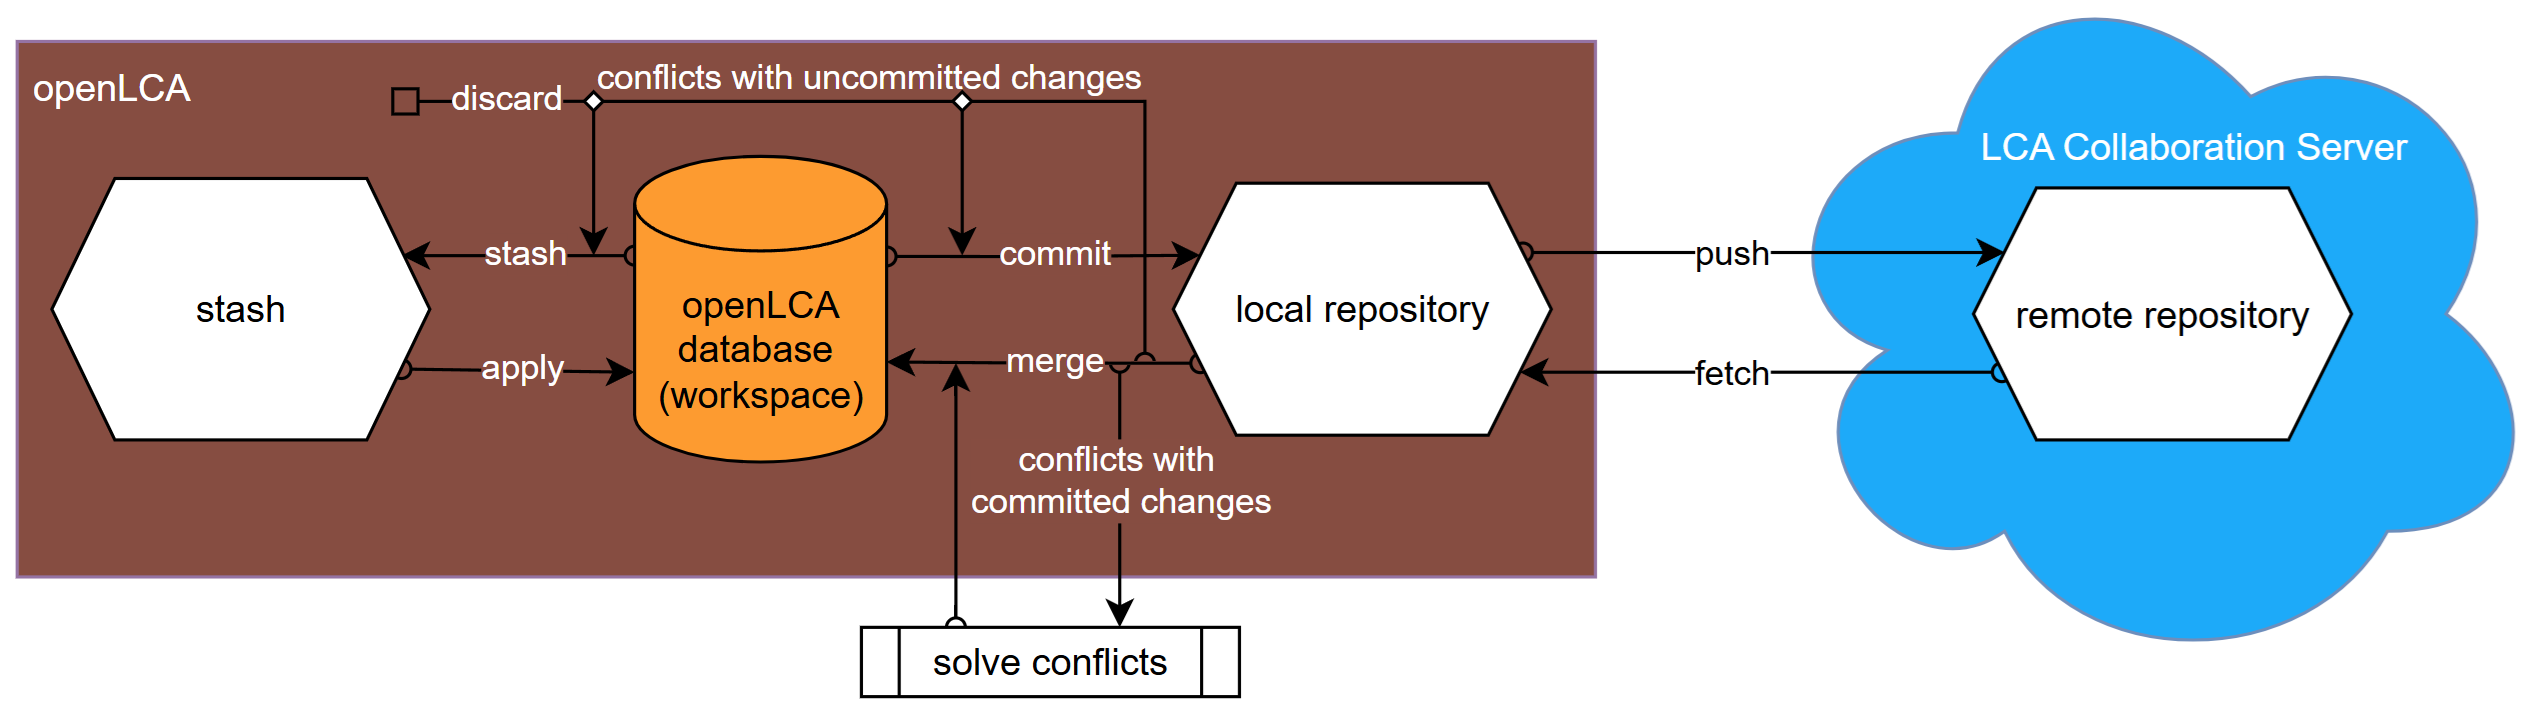 openLCA
conflicts with uncommitted changes
discard
LCA Collaboration Server
stash
commit
push
stash
openLCA
database
(workspace)
local repository
remote repository
apply
merge
fetch
conflicts with
committed changes
solve conflicts